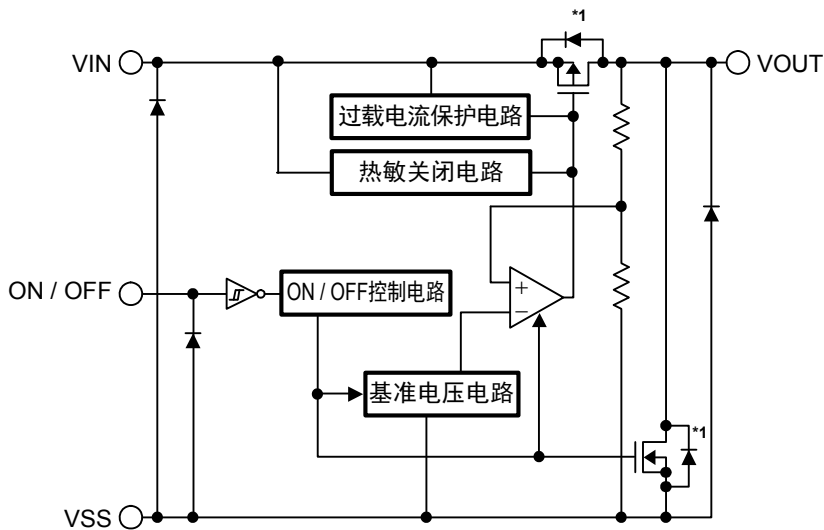 *1
VIN
VOUT
过载电流保护电路
热敏关闭电路
ON / OFF
ON / OFF控制电路
+
−
基准电压电路
*1
VSS